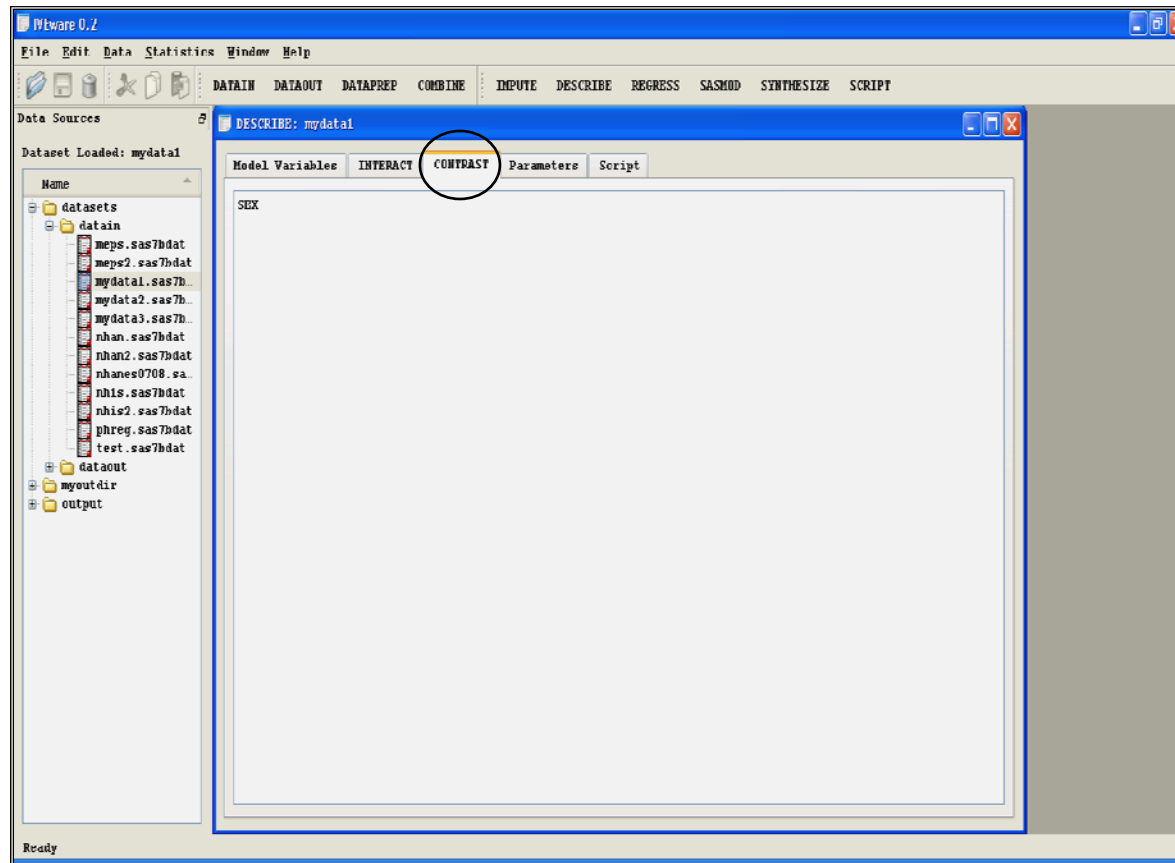 IVEware 0.2
File Edit Data Statistics Window Help
DATAIN DATAOUT DATAPREP COMBINE IMPUTE DESCRIBE REGRESS SASMOD SYNTHESIZE SCRIPT
Data Sources
Dataset Loaded: mydata1
Name
datasets
datain
meps.sas7bdat
meps2.sas7bdat
mydata1.sas7b...
mydata2.sas7b...
mydata3.sas7b...
nhan.sas7bdat
nhan2.sas7bdat
nhanes0708.sa...
nhis.sas7bdat
nhis2.sas7bdat
phreg.sas7bdat
test.sas7bdat
dataout
myoutdir
output
DESCRIBE: mydata1
Model Variables INTERACT CONTRAST Parameters Script
SEX
Ready